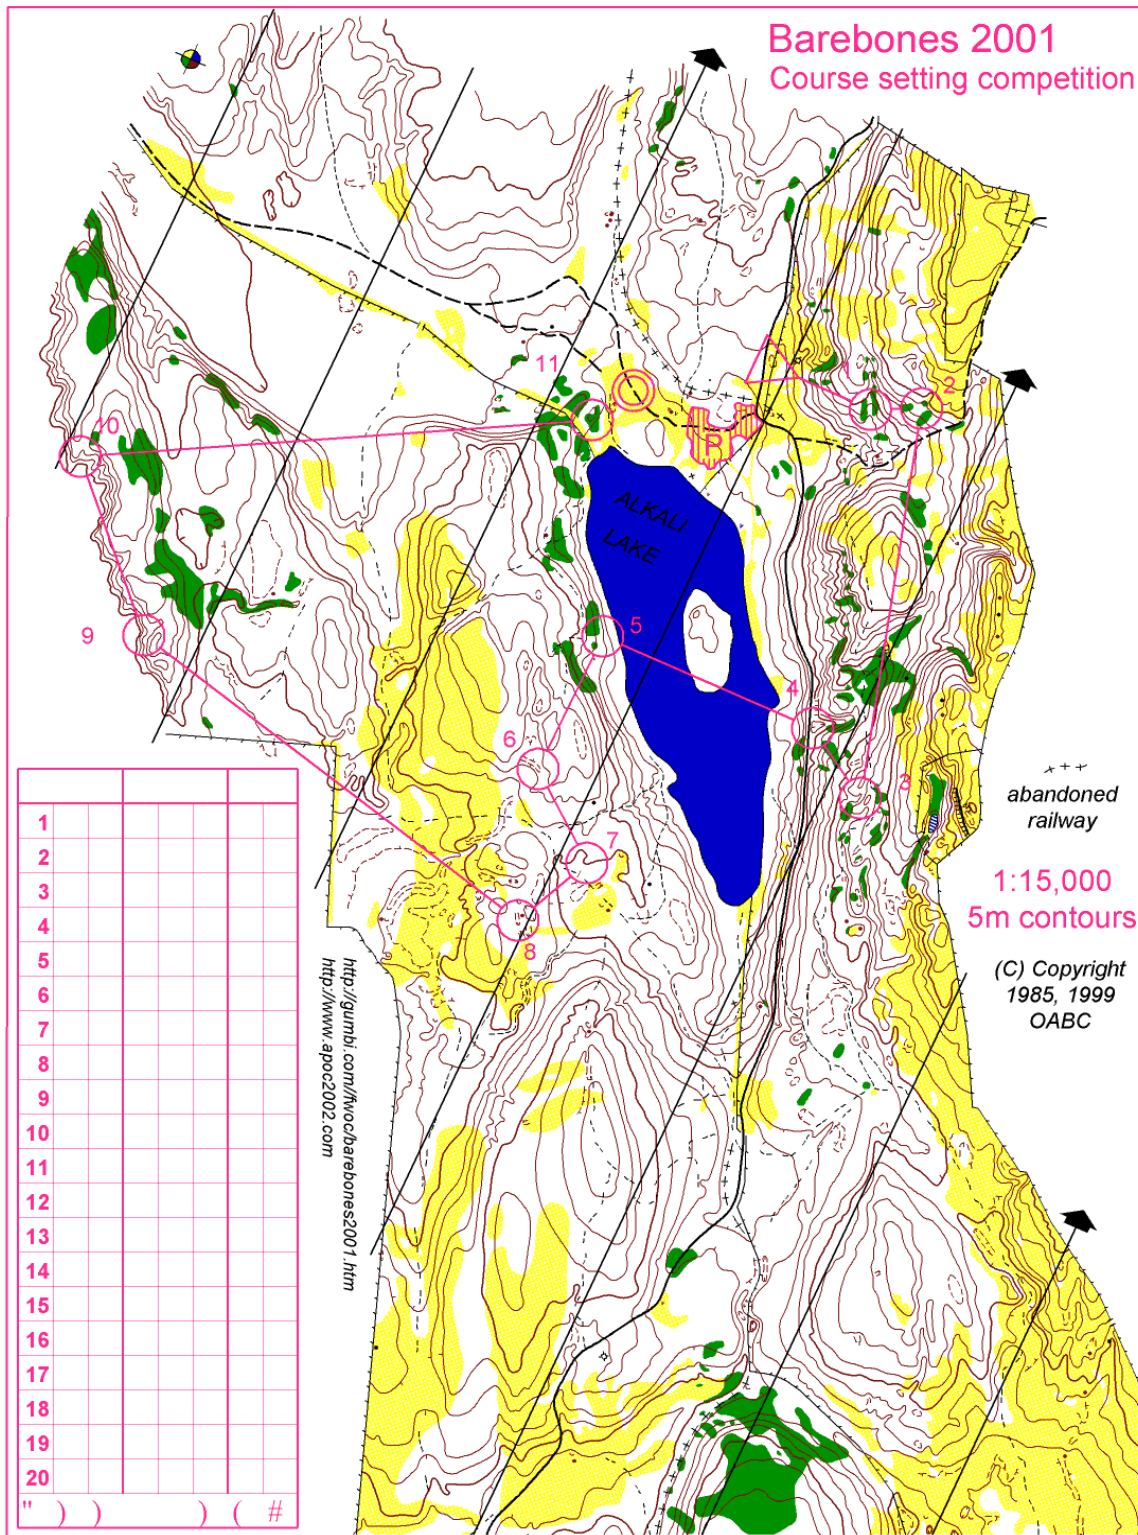 Barebones 2001
Course setting competition
11
10
1
2
P
ALKALI
LAKE
5
9
4
6
3
7
8
abandoned
railway
1:15,000
5m contours
(C) Copyright
1985, 1999
OABC
http://gumbi.com/fwoc/barebones2001.htm
http://www.apoc2002.com
1
2
3
4
5
6
7
8
9
10
11
12
13
14
15
16
17
18
19
20
" ) ) ) ( #